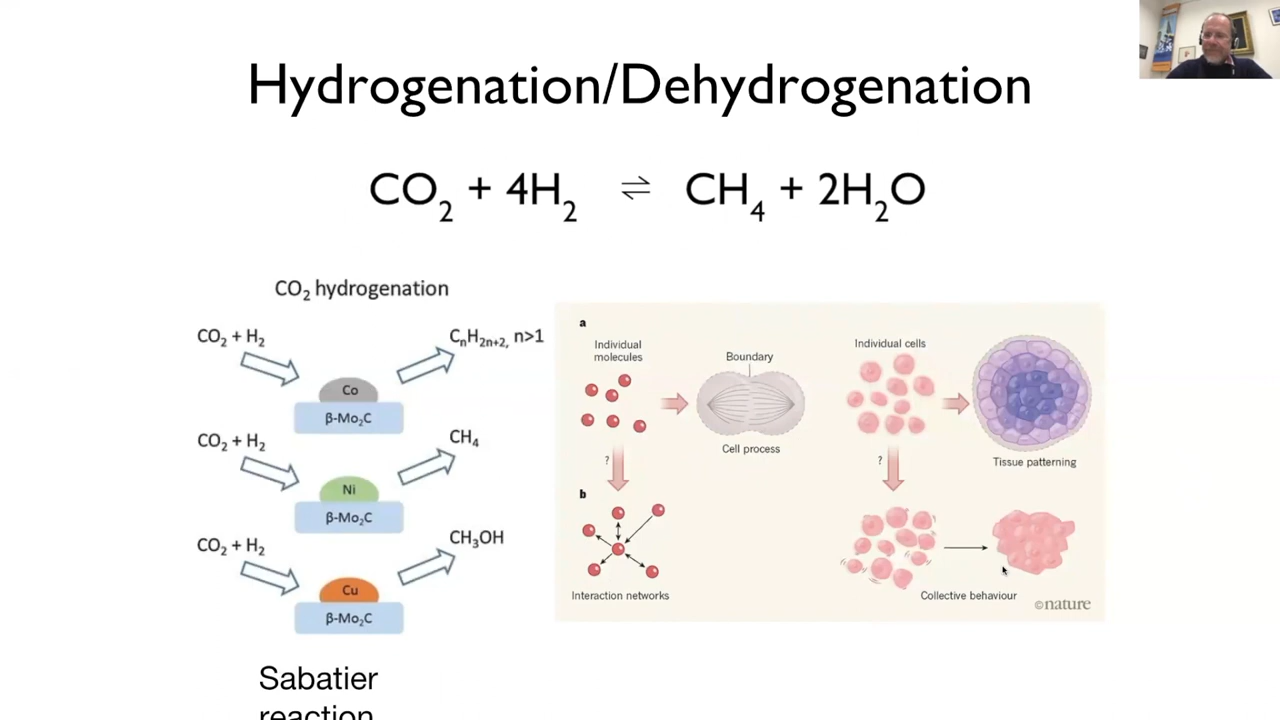 Hydrogenation/Dehydrogenation
CO₂ + 4H₂ ⇌ CH₄ + 2H₂O
CO₂ hydrogenation
CO₂ + H₂
CₙH₂ₙ₊₂, n>1
Co
β-Mo₂C
CO₂ + H₂
CH₄
Ni
β-Mo₂C
CO₂ + H₂
CH₃OH
Cu
β-Mo₂C
Sabatier
reaction
a
Individual
molecules
Boundary
Cell process
Individual cells
Tissue patterning
?
?
b
Interaction networks
Collective behaviour
©nature